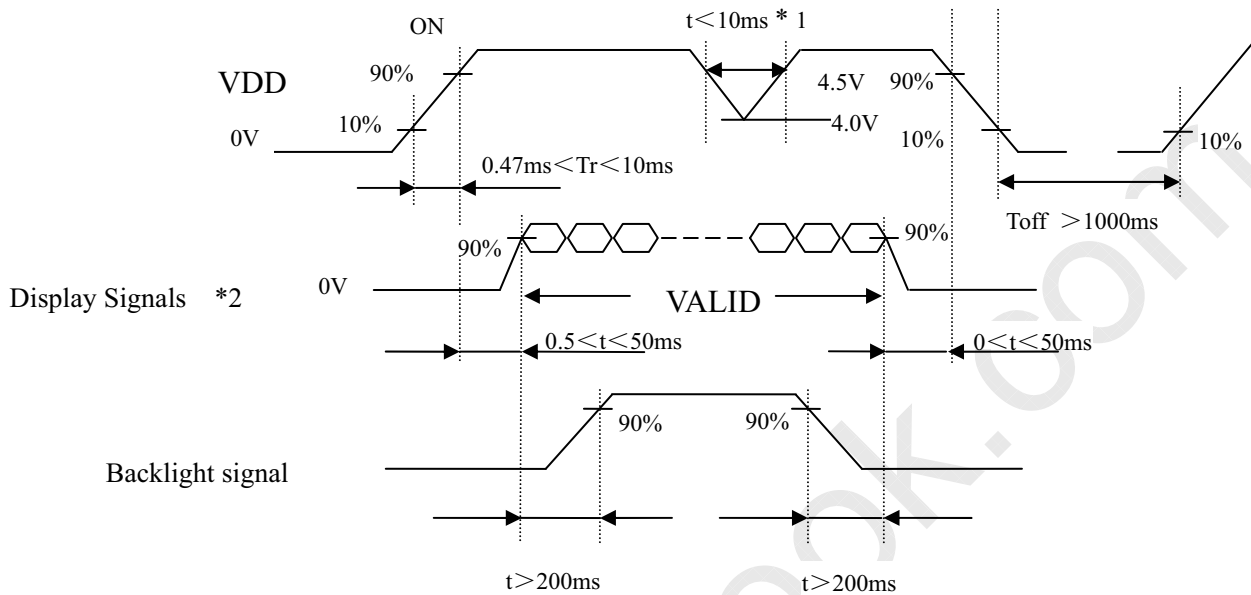 t＜10ms * 1
ON
VDD
90%
4.5V
90%
4.0V
0V
10%
10%
10%
0.47ms＜Tr＜10ms
Toff ＞1000ms
90%
90%
Display Signals *2
0V
VALID
0.5＜t＜50ms
0＜t＜50ms
90%
90%
Backlight signal
t＞200ms
t＞200ms
ook.com